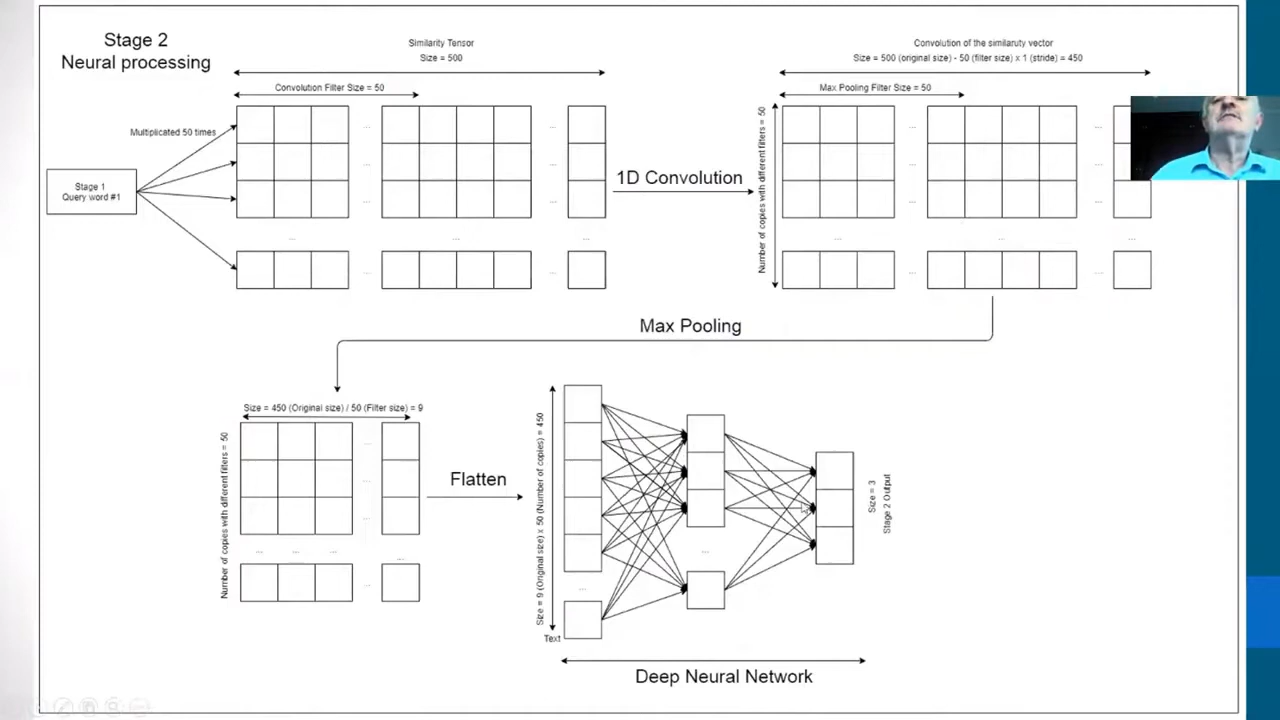 Stage 2
Neural processing
Similarity Tensor
Size = 500
Convolution Filter Size = 50
Multiplicated 50 times
Stage 1
Query word #1
...
...
...
...
...
...
...
1D Convolution
Convolution of the similaruty vector
Size = 500 (original size) - 50 (filter size) x 1 (stride) = 450
Max Pooling Filter Size = 50
Number of copies with different filters = 50
...
...
...
...
...
...
...
Max Pooling
Size = 450 (Original size) / 50 (Filter size) = 9
Number of copies with different filters = 50
...
...
...
...
...
...
Flatten
Size = 9 (Original size) x 50 (Number of copies) = 450
...
Text
...
Size = 3
Stage 2 Output
Deep Neural Network